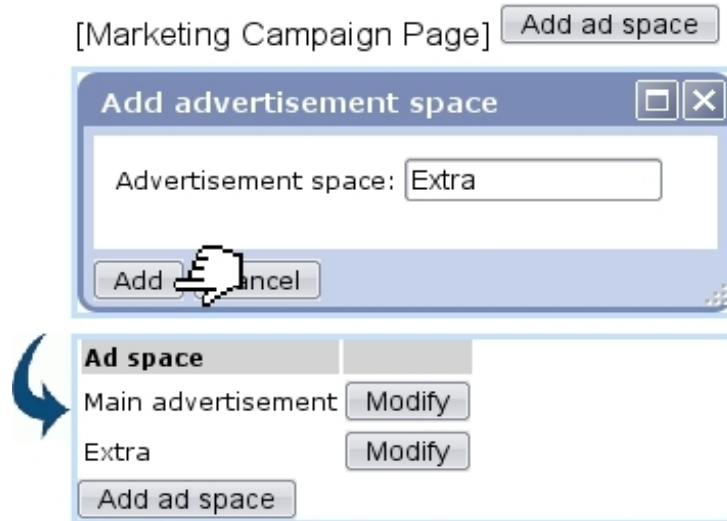 [Marketing Campaign Page] Add ad space
Add advertisement space
Advertisement space: Extra
Add ancel
Ad space
Main advertisement Modify
Extra Modify
Add ad space